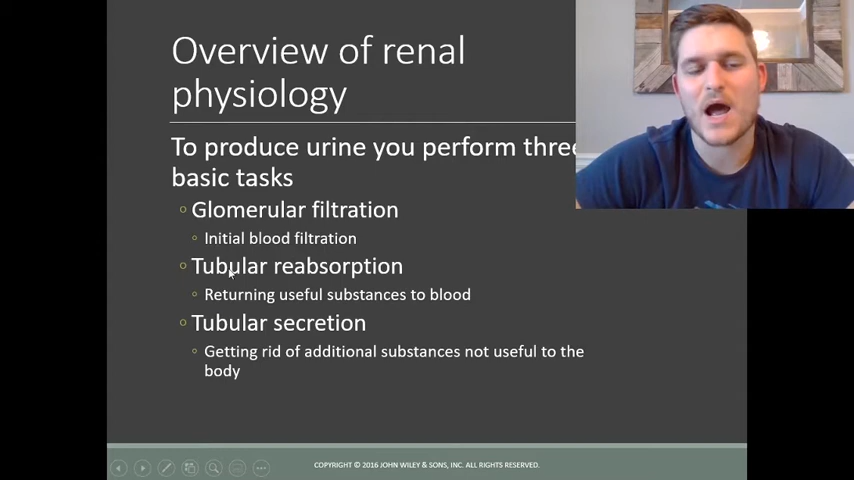 Overview of renal
physiology
To produce urine you perform three
basic tasks
Glomerular filtration
Initial blood filtration
Tubular reabsorption
Returning useful substances to blood
Tubular secretion
Getting rid of additional substances not useful to the
body
COPYRIGHT © 2016 JOHN WILEY & SONS, INC. ALL RIGHTS RESERVED.